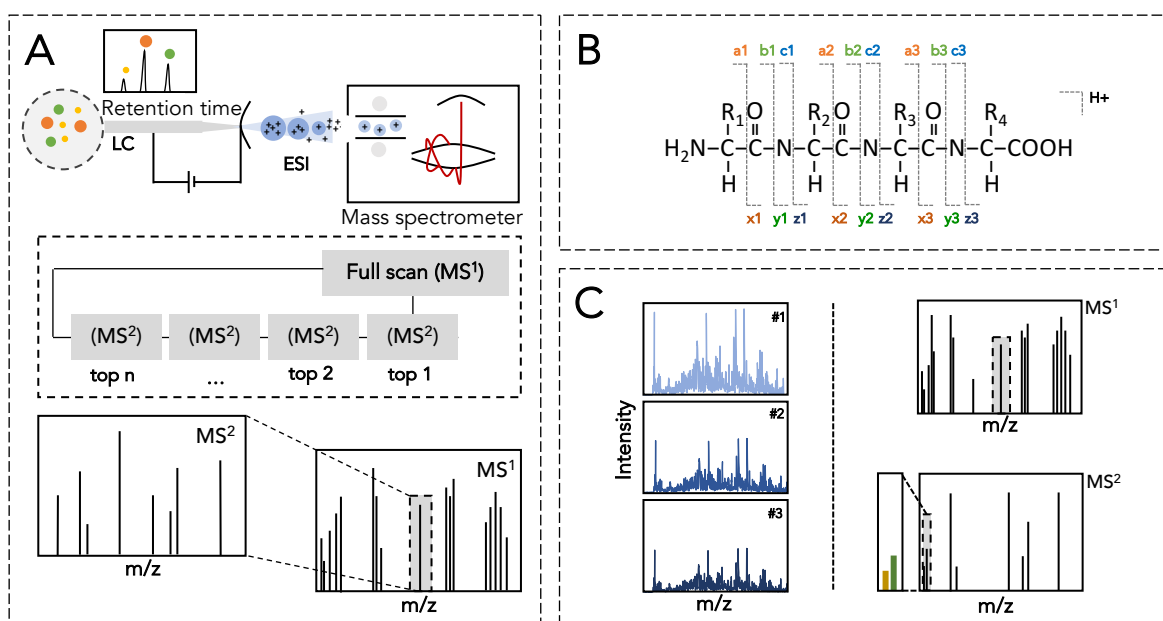 A
Retention time
LC
ESI
Mass spectrometer
Full scan (MS¹)
(MS²) (MS²) (MS²) (MS²)
top n ... top 2 top 1
MS²
m/z
MS¹
m/z
B
a1 b1 c1 a2 b2 c2 a3 b3 c3
H+
R₁ O R₂ O R₃ O R₄
H₂N C C N C C N C C N C COOH
H H H H
x1 y1 z1 x2 y2 z2 x3 y3 z3
C
#1
#2
#3
Intensity
m/z
MS¹
m/z
MS²
m/z